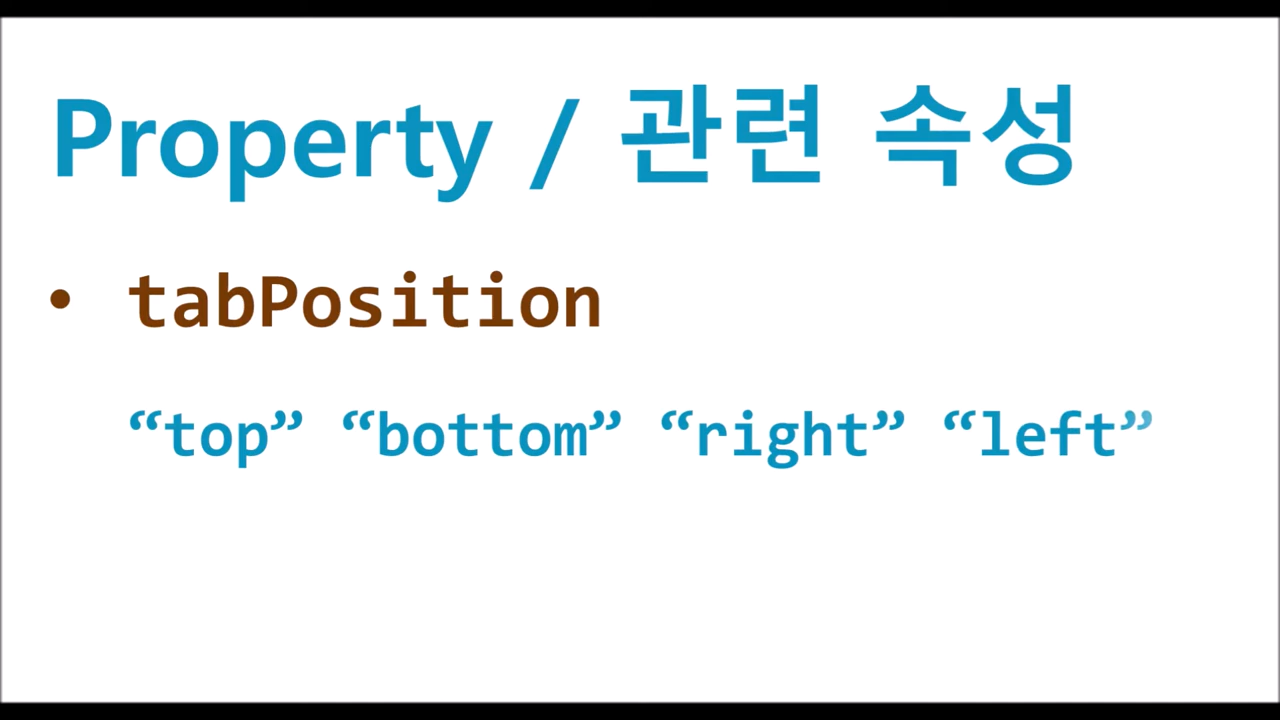 Property / 관련 속성
• tabPosition
“top” “bottom” “right” “left”